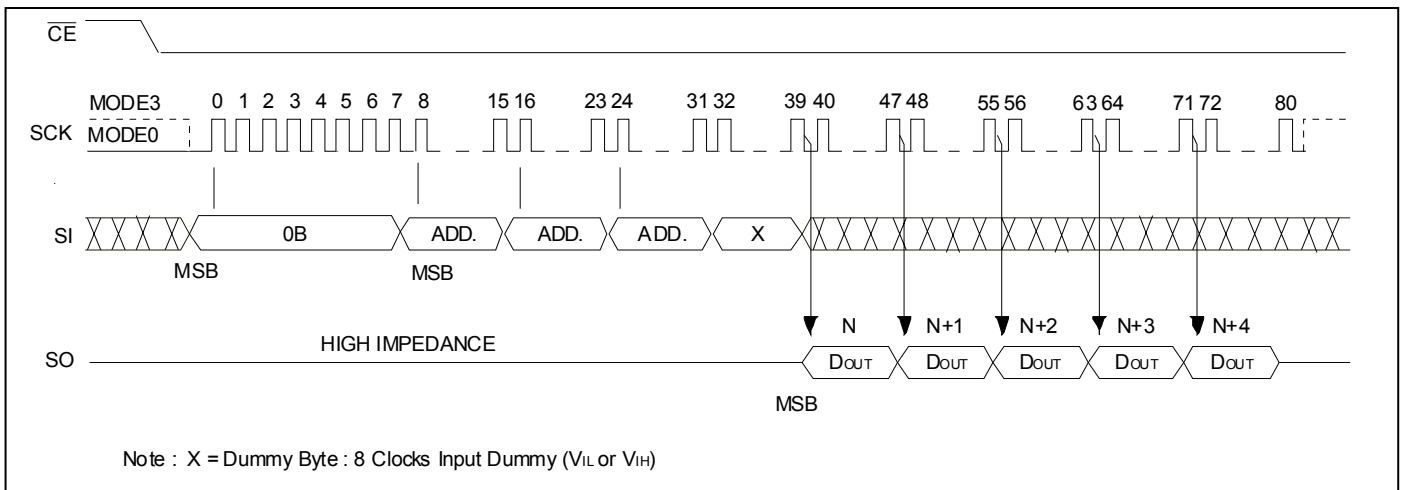 CE
MODE3 0 1 2 3 4 5 6 7 8 15 16 23 24 31 32 39 40 47 48 55 56 63 64 71 72 80
SCK MODE0
SI 0B ADD. ADD. ADD. X
MSB MSB
N N+1 N+2 N+3 N+4
HIGH IMPEDANCE
SO DOUT DOUT DOUT DOUT DOUT
MSB
Note : X = Dummy Byte : 8 Clocks Input Dummy (VIL or VIH)